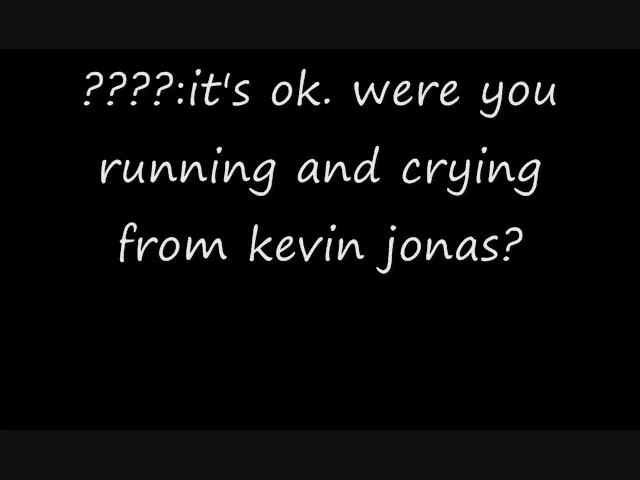 ????:it's ok. were you
running and crying
from kevin jonas?